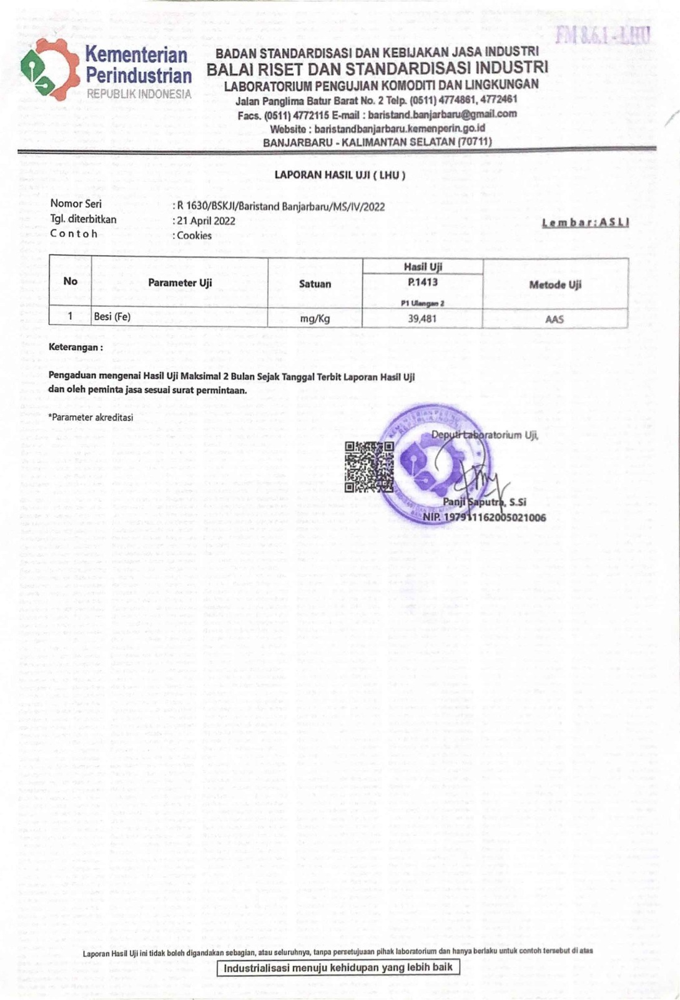 FM 8.6.1 - LHU
Kementerian
Perindustrian
REPUBLIK INDONESIA
BADAN STANDARDISASI DAN KEBIJAKAN JASA INDUSTRI
BALAI RISET DAN STANDARDISASI INDUSTRI
LABORATORIUM PENGUJIAN KOMODITI DAN LINGKUNGAN
Jalan Panglima Batur Barat No. 2 Telp. (0511) 4774861, 4772461
Facs. (0511) 4772115 E-mail : baristand.banjarbaru@gmail.com
Website : baristandbanjarbaru.kemenperin.go.id
BANJARBARU - KALIMANTAN SELATAN (70711)
LAPORAN HASIL UJI ( LHU )
Nomor Seri : R 1630/BSKJI/Baristand Banjarbaru/MS/IV/2022
Tgl. diterbitkan : 21 April 2022
Contoh : Cookies
Lembar: ASLI
No Parameter Uji Satuan Hasil Uji Metode Uji
P.1413
P1 Ulangan 2
1 Besi (Fe) mg/Kg 39,481 AAS
Keterangan :
Pengaduan mengenai Hasil Uji Maksimal 2 Bulan Sejak Tanggal Terbit Laporan Hasil Uji
dan oleh peminta jasa sesuai surat permintaan.
*Parameter akreditasi
Deputi Laboratorium Uji,
Panji Saputra, S.Si
NIP. 197911162005021006
Laporan Hasil Uji ini tidak boleh digandakan sebagian, atau seluruhnya, tanpa persetujuaan pihak laboratorium dan hanya berlaku untuk contoh tersebut di atas
Industrialisasi menuju kehidupan yang lebih baik